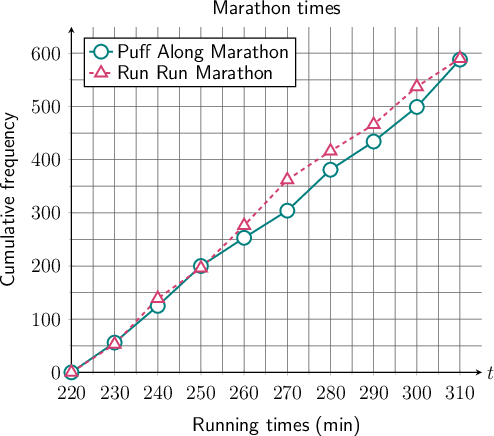 Marathon times
Puff Along Marathon
Run Run Marathon
Cumulative frequency
600
500
400
300
200
100
0
220 230 240 250 260 270 280 290 300 310
t
Running times (min)